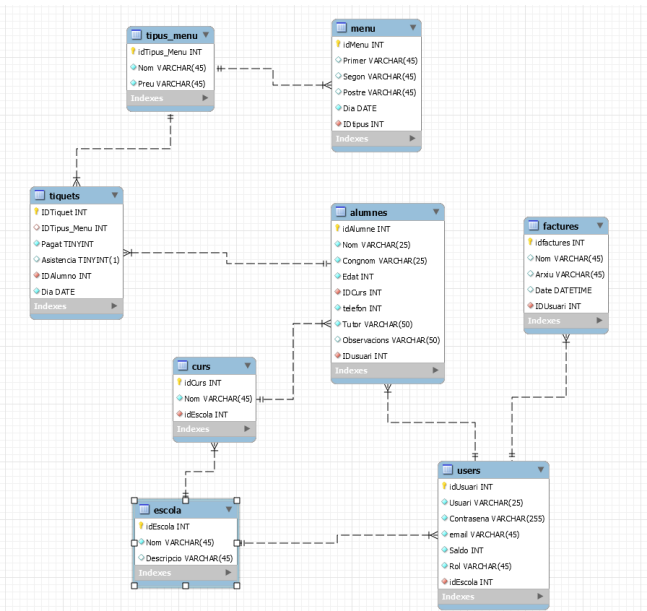 tipus_menu
idTipus_Menu INT
Nom VARCHAR(45)
Preu VARCHAR(45)
Indexes
menu
idMenu INT
Primer VARCHAR(45)
Segon VARCHAR(45)
Postre VARCHAR(45)
Dia DATE
IDtipus INT
Indexes
tiquets
IDTiquet INT
IDTipus_Menu INT
Pagat TINYINT
Asistencia TINYINT(1)
IDAlumno INT
Dia DATE
Indexes
alumnes
idAlumne INT
Nom VARCHAR(25)
Congnom VARCHAR(25)
Edat INT
IDCurs INT
telefon INT
Tutor VARCHAR(50)
Observacions VARCHAR(50)
IDusuari INT
Indexes
factures
idfactures INT
Nom VARCHAR(45)
Arxiu VARCHAR(45)
Date DATETIME
IDUsuari INT
Indexes
curs
idCurs INT
Nom VARCHAR(45)
idEscola INT
Indexes
escola
idEscola INT
Nom VARCHAR(45)
Descripcio VARCHAR(45)
Indexes
users
idUsuari INT
Usuari VARCHAR(25)
Contrasena VARCHAR(255)
email VARCHAR(45)
Saldo INT
Rol VARCHAR(45)
idEscola INT
Indexes